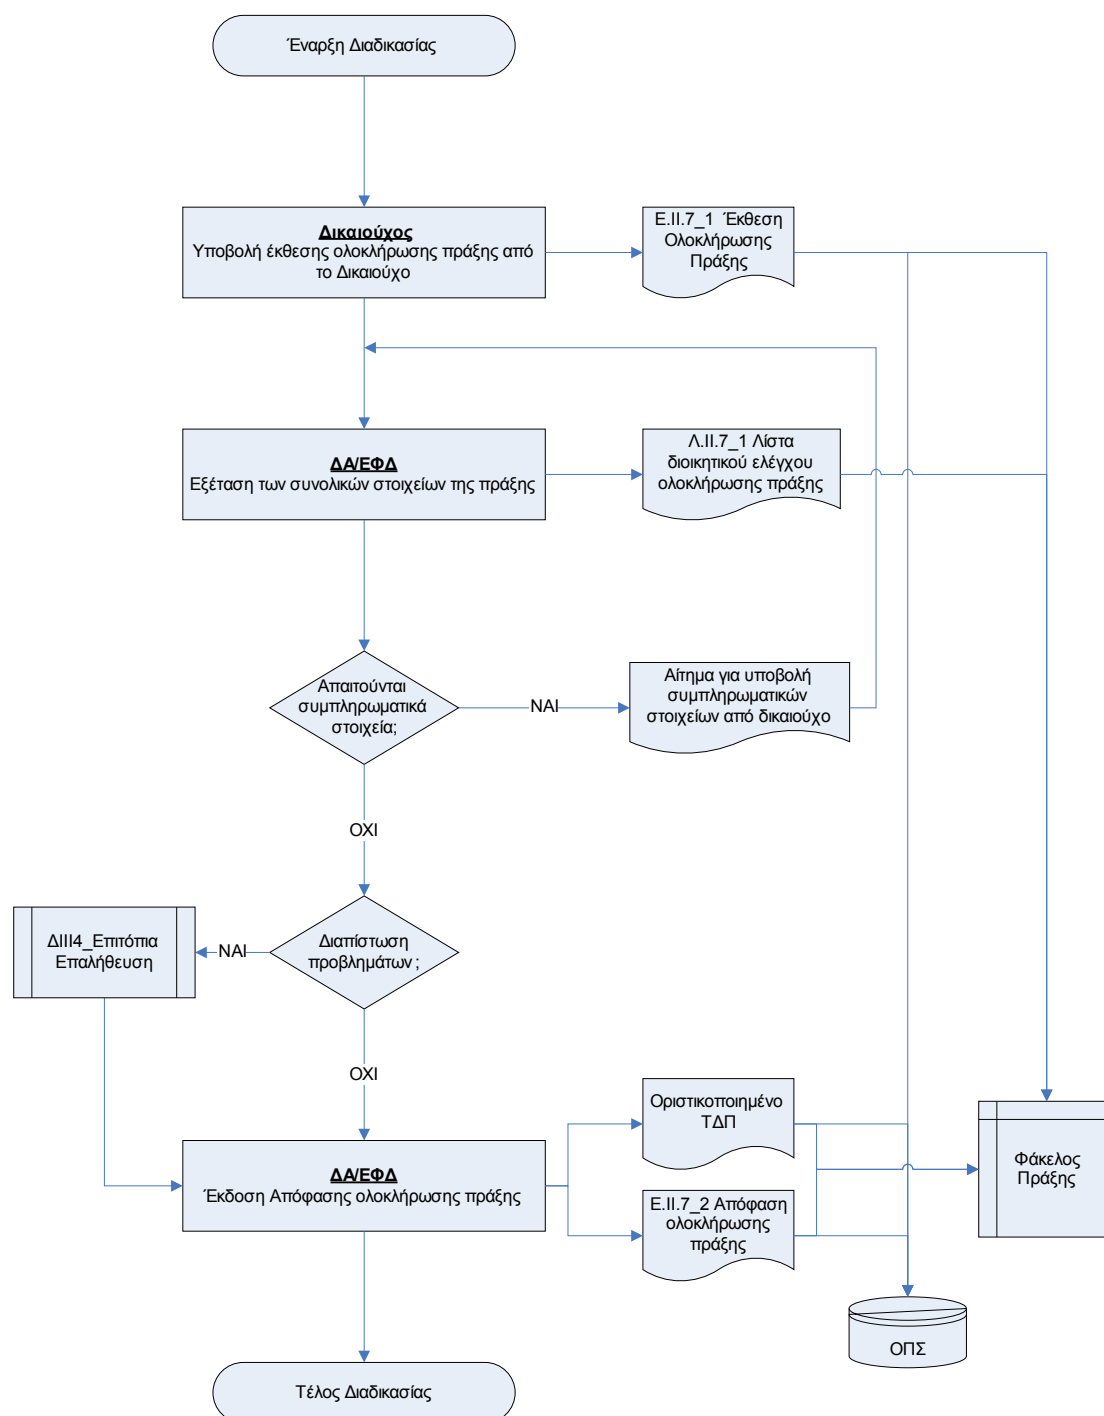 Έναρξη Διαδικασίας
Δικαιούχος
Υποβολή έκθεσης ολοκλήρωσης πράξης από
το Δικαιούχο
Ε.ΙΙ.7_1 Έκθεση
Ολοκλήρωσης
Πράξης
ΔΑ/ΕΦΔ
Εξέταση των συνολικών στοιχείων της πράξης
Λ.ΙΙ.7_1 Λίστα
διοικητικού ελέγχου
ολοκλήρωσης πράξης
Απαιτούνται
συμπληρωματικά
στοιχεία;
ΝΑΙ
Αίτημα για υποβολή
συμπληρωματικών
στοιχείων από δικαιούχο
ΟΧΙ
ΔΙΙΙ4_Επιτόπια
Επαλήθευση
ΝΑΙ
Διαπίστωση
προβλημάτων;
ΟΧΙ
Οριστικοποιημένο
ΤΔΠ
ΔΑ/ΕΦΔ
Έκδοση Απόφασης ολοκλήρωσης πράξης
Ε.ΙΙ.7_2 Απόφαση
ολοκλήρωσης
πράξης
Φάκελος
Πράξης
ΟΠΣ
Τέλος Διαδικασίας